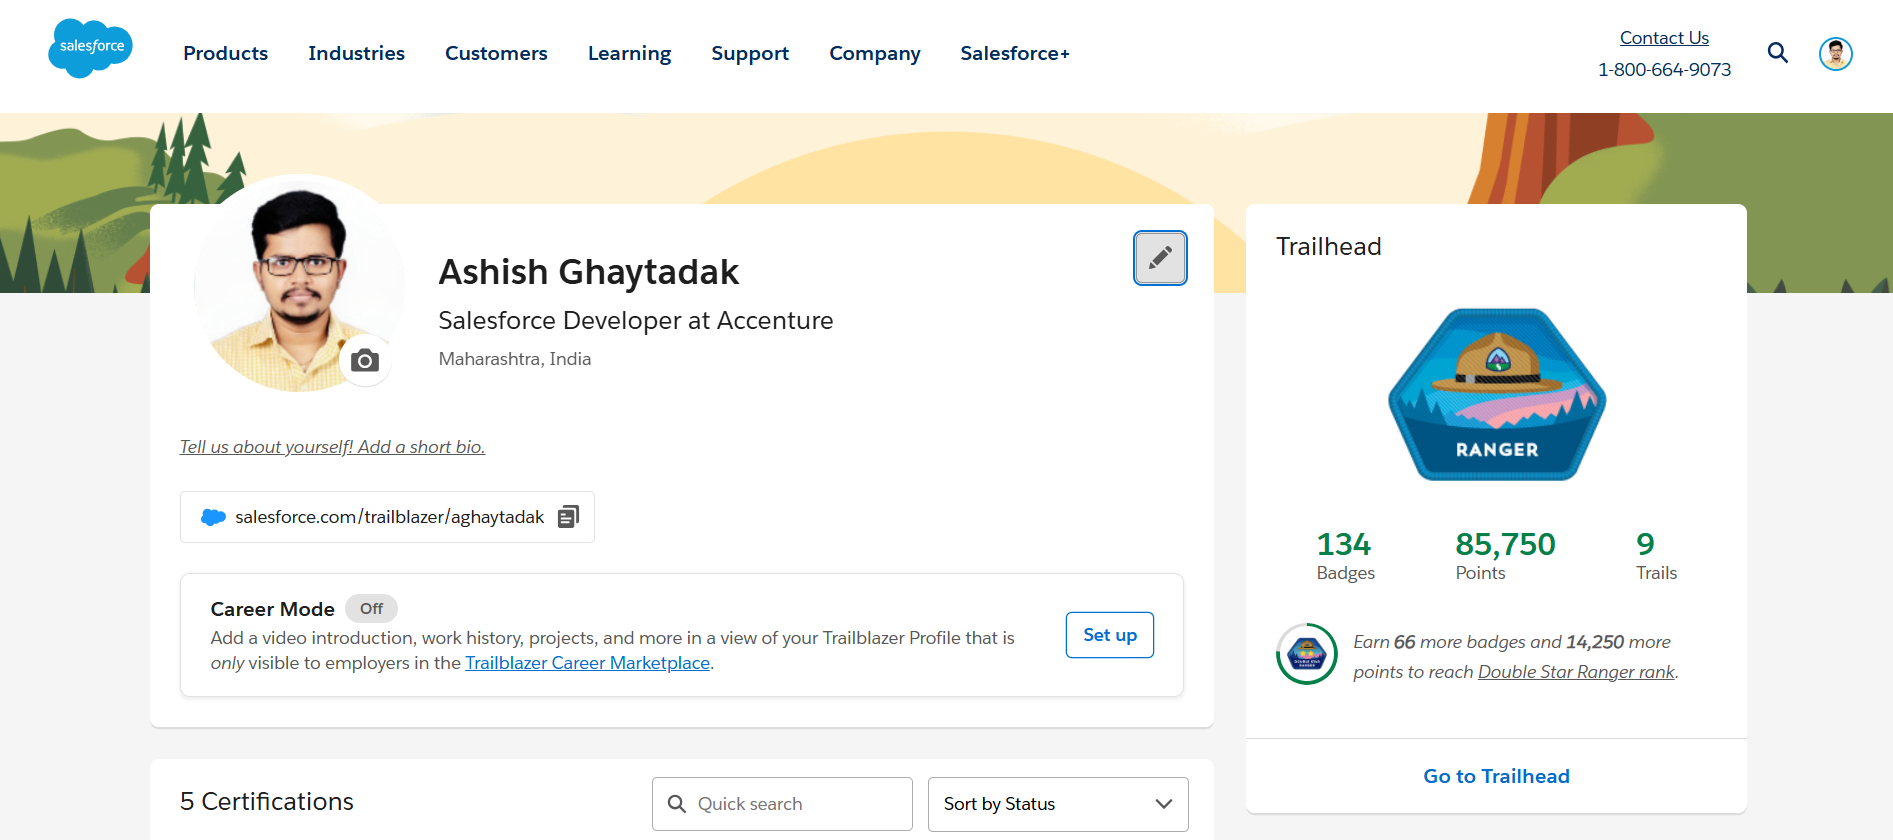 salesforce
Products Industries Customers Learning Support Company Salesforce+
Contact Us
1-800-664-9073
Ashish Ghaytadak
Salesforce Developer at Accenture
Maharashtra, India
Tell us about yourself! Add a short bio.
salesforce.com/trailblazer/aghaytadak
Career Mode Off
Add a video introduction, work history, projects, and more in a view of your Trailblazer Profile that is
only visible to employers in the Trailblazer Career Marketplace.
Set up
5 Certifications
Quick search
Sort by Status
Trailhead
RANGER
134 85,750 9
Badges Points Trails
DOUBLE STAR
RANGER
Earn 66 more badges and 14,250 more
points to reach Double Star Ranger rank.
Go to Trailhead